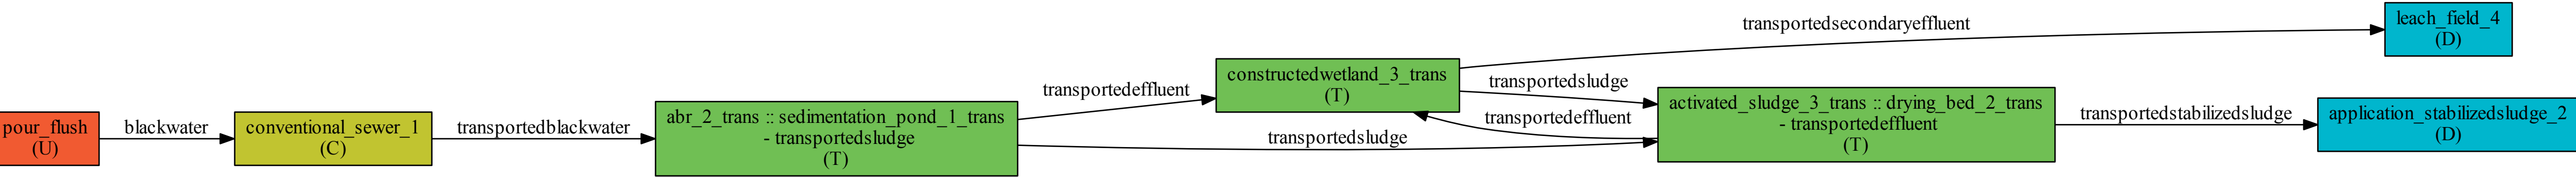 pour_flush
(U)
blackwater
conventional_sewer_1
(C)
transportedblackwater
abr_2_trans :: sedimentation_pond_1_trans
- transportedsludge
(T)
transportedeffluent
transportedsludge
constructedwetland_3_trans
(T)
transportedsecondaryeffluent
transportedsludge
transportedeffluent
activated_sludge_3_trans :: drying_bed_2_trans
- transportedeffluent
(T)
transportedstabilizedsludge
leach_field_4
(D)
application_stabilizedsludge_2
(D)